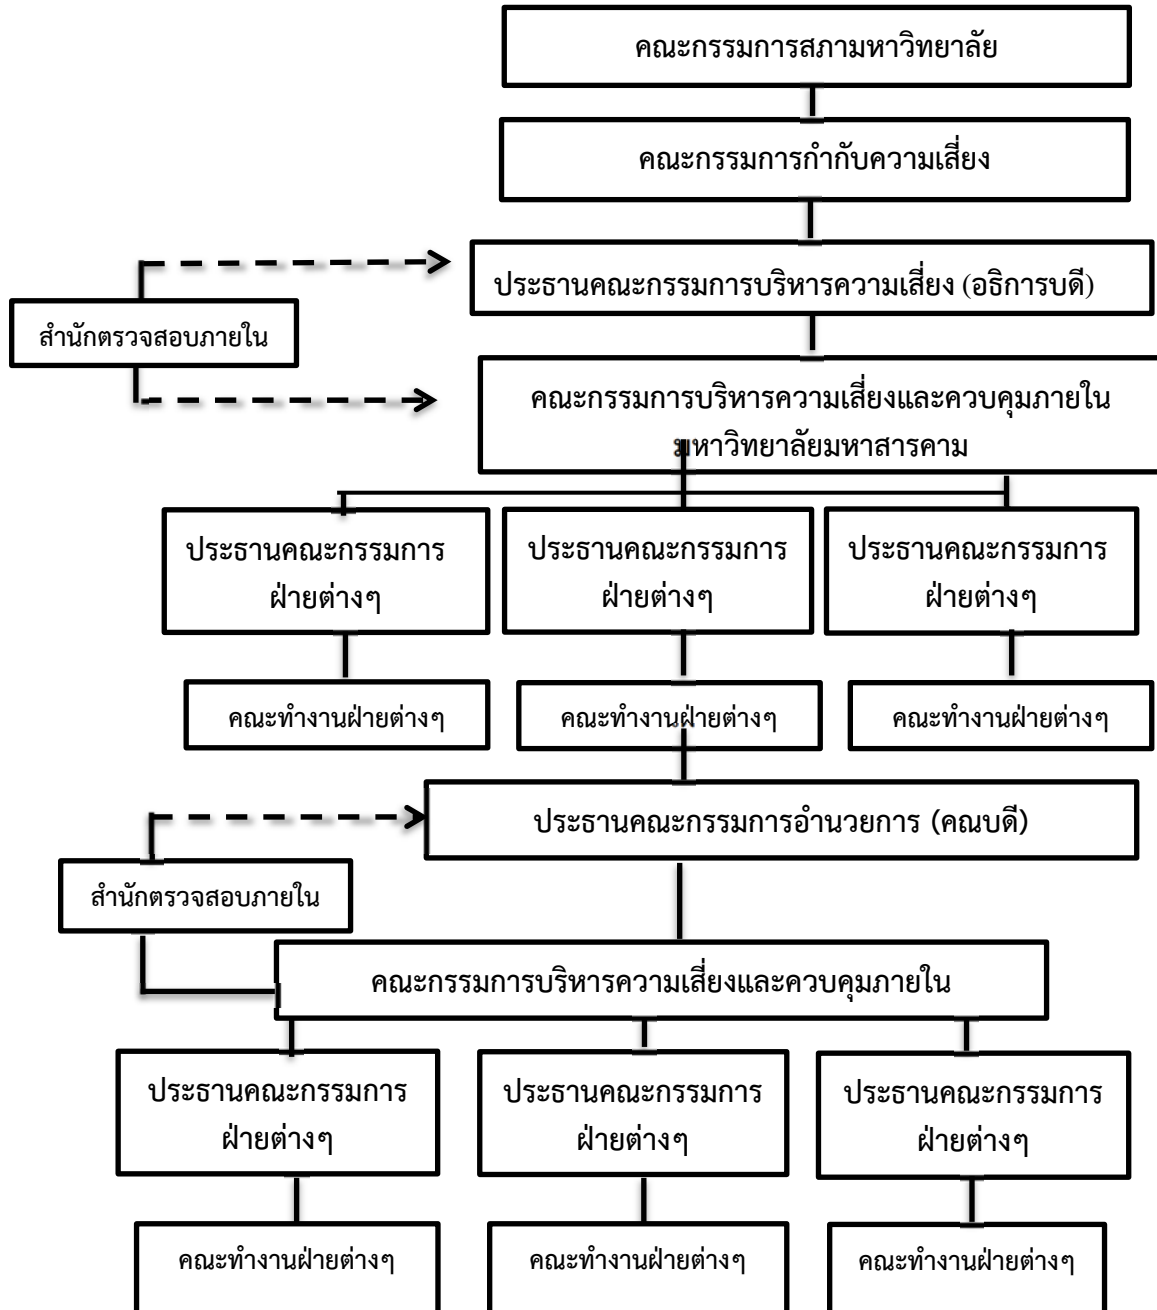 คณะกรรมการสภามหาวิทยาลัย
คณะกรรมการกำกับความเสี่ยง
ประธานคณะกรรมการบริหารความเสี่ยง (อธิการบดี)
สำนักตรวจสอบภายใน
คณะกรรมการบริหารความเสี่ยงและควบคุมภายใน
มหาวิทยาลัยมหาสารคาม
ประธานคณะกรรมการ
ฝ่ายต่างๆ
ประธานคณะกรรมการ
ฝ่ายต่างๆ
ประธานคณะกรรมการ
ฝ่ายต่างๆ
คณะทำงานฝ่ายต่างๆ
คณะทำงานฝ่ายต่างๆ
คณะทำงานฝ่ายต่างๆ
ประธานคณะกรรมการอำนวยการ (คณบดี)
สำนักตรวจสอบภายใน
คณะกรรมการบริหารความเสี่ยงและควบคุมภายใน
ประธานคณะกรรมการ
ฝ่ายต่างๆ
ประธานคณะกรรมการ
ฝ่ายต่างๆ
ประธานคณะกรรมการ
ฝ่ายต่างๆ
คณะทำงานฝ่ายต่างๆ
คณะทำงานฝ่ายต่างๆ
คณะทำงานฝ่ายต่างๆ